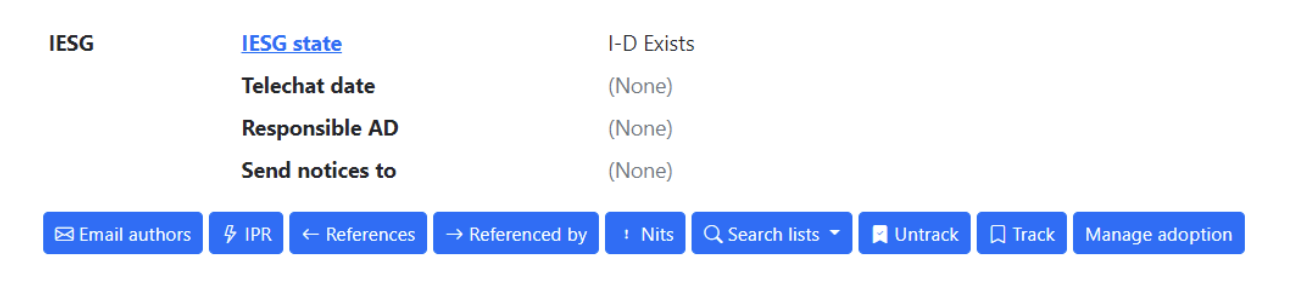 IESG IESG state I-D Exists
Telechat date (None)
Responsible AD (None)
Send notices to (None)
Email authors IPR ← References → Referenced by ! Nits Search lists Untrack Track Manage adoption